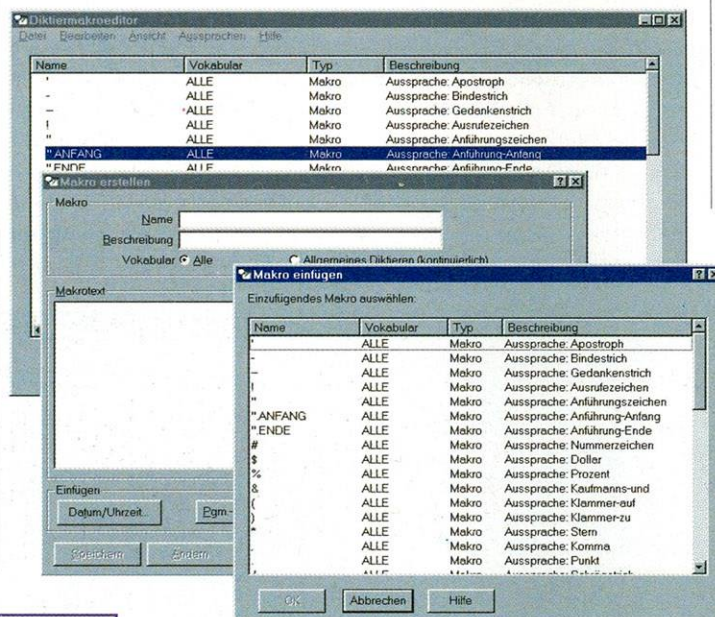 Diktiermakroeditor
Datei Bearbeiten Ansicht Aussprachen Hilfe
Name Vokabular Typ Beschreibung
' ALLE Makro Aussprache: Apostroph
- ALLE Makro Aussprache: Bindestrich
– ALLE Makro Aussprache: Gedankenstrich
! ALLE Makro Aussprache: Ausrufezeichen
" ALLE Makro Aussprache: Anführungszeichen
" ANFANG ALLE Makro Aussprache: Anführung-Anfang
" ENDE ALLE Makro Aussprache: Anführung-Ende
Makro erstellen
Makro
Name
Beschreibung
Vokabular Alle Allgemeines Diktieren (kontinuierlich)
Makrotext
Einfügen
Datum/Uhrzeit... Pgm.-
Speichern Ändern
Makro einfügen
Einzufügendes Makro auswählen:
Name Vokabular Typ Beschreibung
' ALLE Makro Aussprache: Apostroph
- ALLE Makro Aussprache: Bindestrich
– ALLE Makro Aussprache: Gedankenstrich
! ALLE Makro Aussprache: Ausrufezeichen
" ALLE Makro Aussprache: Anführungszeichen
" ANFANG ALLE Makro Aussprache: Anführung-Anfang
" ENDE ALLE Makro Aussprache: Anführung-Ende
# ALLE Makro Aussprache: Nummerzeichen
$ ALLE Makro Aussprache: Dollar
% ALLE Makro Aussprache: Prozent
& ALLE Makro Aussprache: Kaufmanns-und
( ALLE Makro Aussprache: Klammer-auf
) ALLE Makro Aussprache: Klammer-zu
* ALLE Makro Aussprache: Stern
, ALLE Makro Aussprache: Komma
. ALLE Makro Aussprache: Punkt
/ ALLE Makro Aussprache: Schrägstrich
OK Abbrechen Hilfe